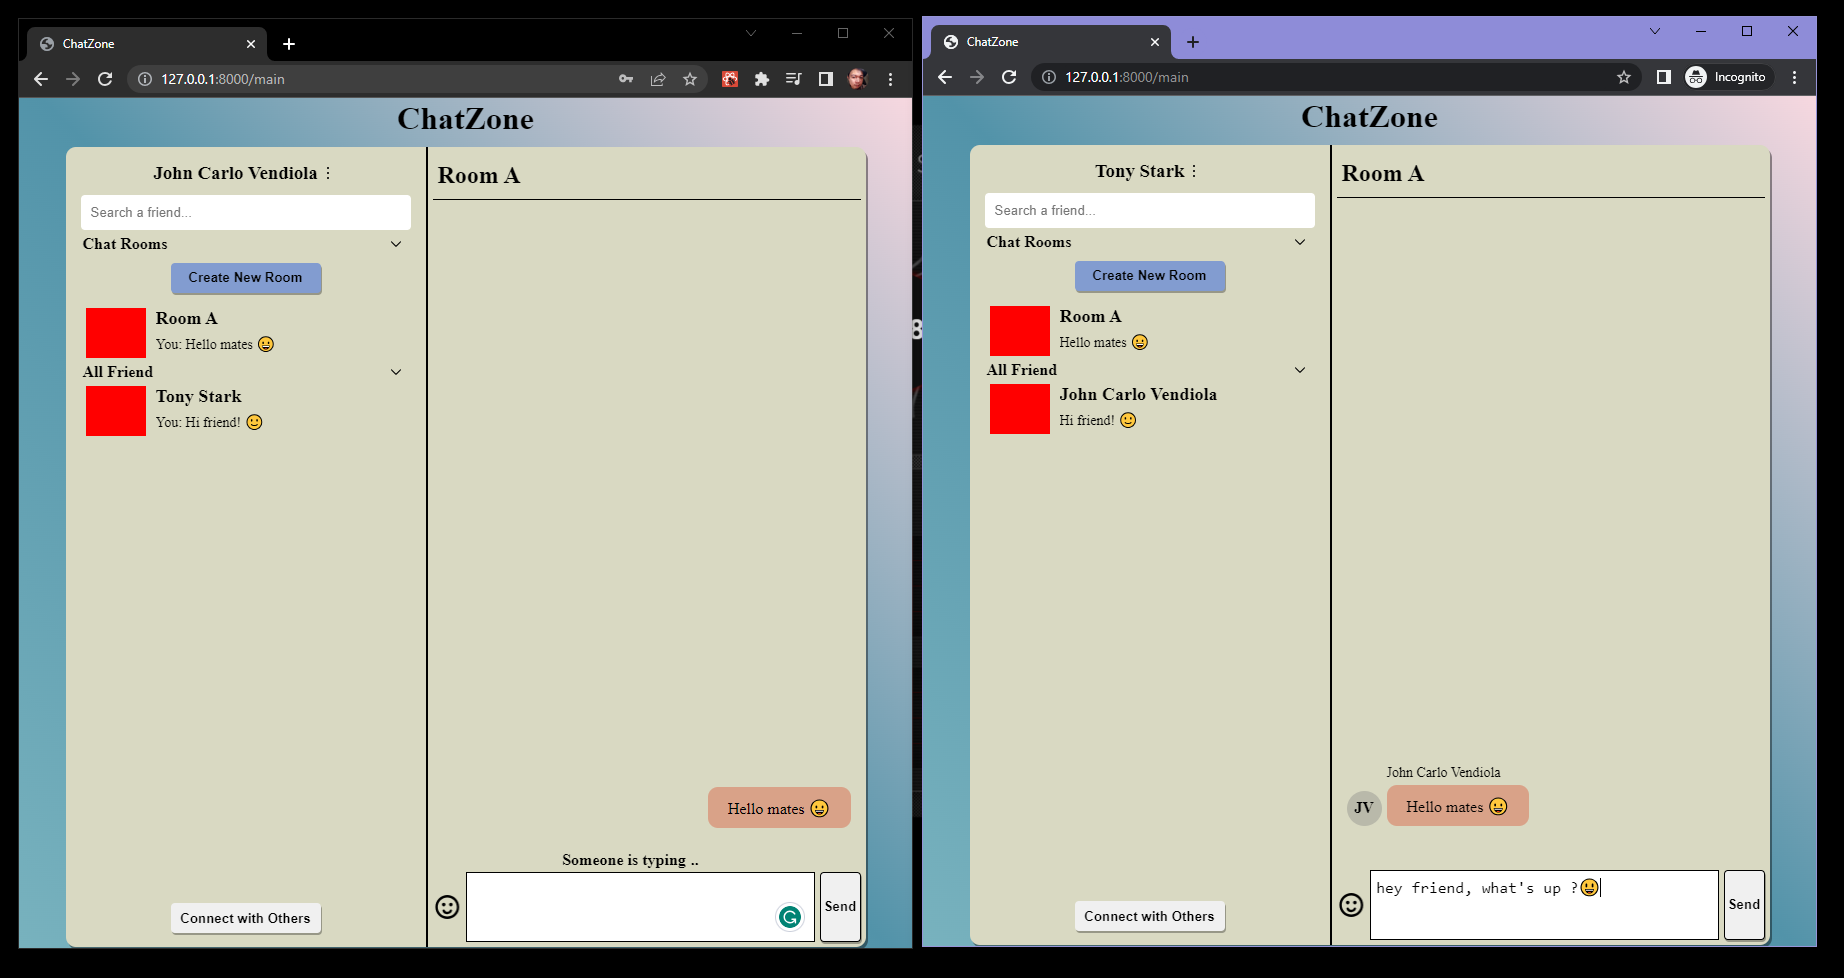 ChatZone
127.0.0.1:8000/main
ChatZone
John Carlo Vendiola ⋮
Search a friend...
Chat Rooms
Create New Room
Room A
You: Hello mates 😀
All Friend
Tony Stark
You: Hi friend! 🙂
Connect with Others
Room A
Hello mates 😀
Someone is typing ..
Send
ChatZone
127.0.0.1:8000/main
Incognito
ChatZone
Tony Stark ⋮
Search a friend...
Chat Rooms
Create New Room
Room A
Hello mates 😀
All Friend
John Carlo Vendiola
Hi friend! 🙂
Connect with Others
Room A
John Carlo Vendiola
JV
Hello mates 😀
hey friend, what's up ?😃
Send